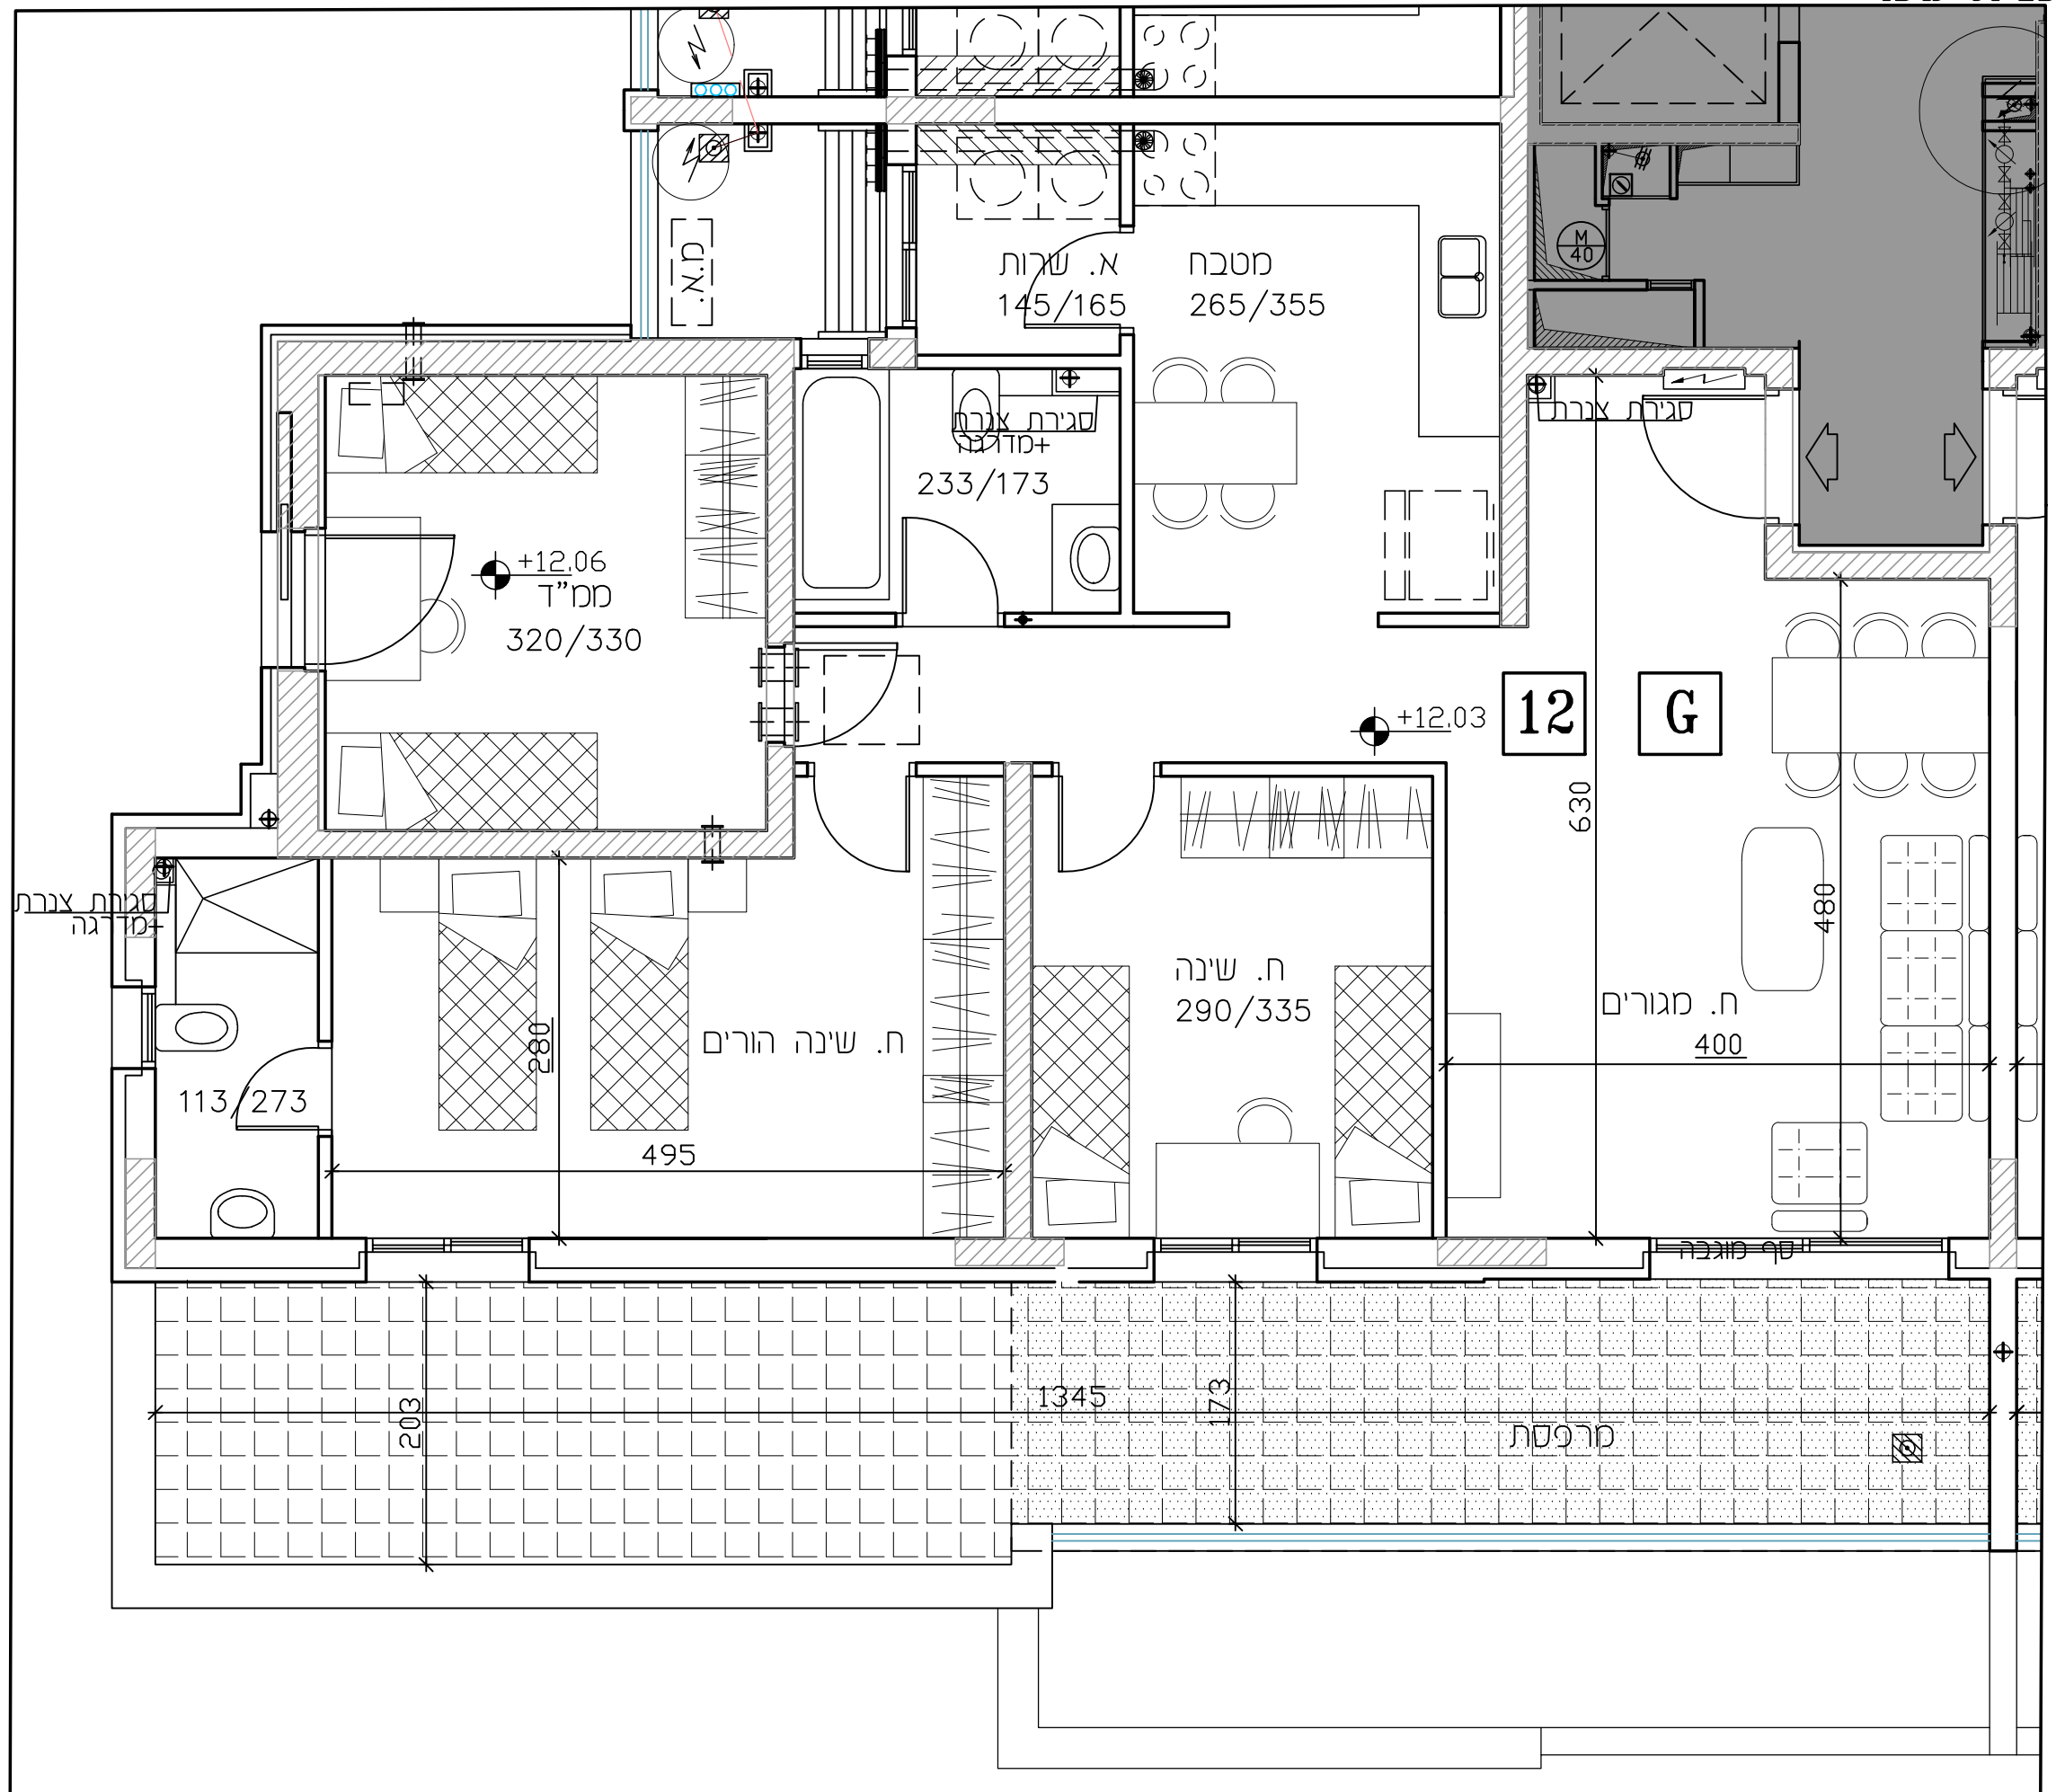 א. שרות
145/165
מטבח
265/355
מ.א.
M
40
סגירת צנרת
+מדרגה
233/173
סגירת צנרת
+12.06
ממ"ד
320/330
+12.03
12
G
630
480
סגירת צנרת
+מדרגה
113/273
ח. שינה הורים
280
495
ח. שינה
290/335
ח. מגורים
400
סף מוגבה
203
1345
173
מרפסת